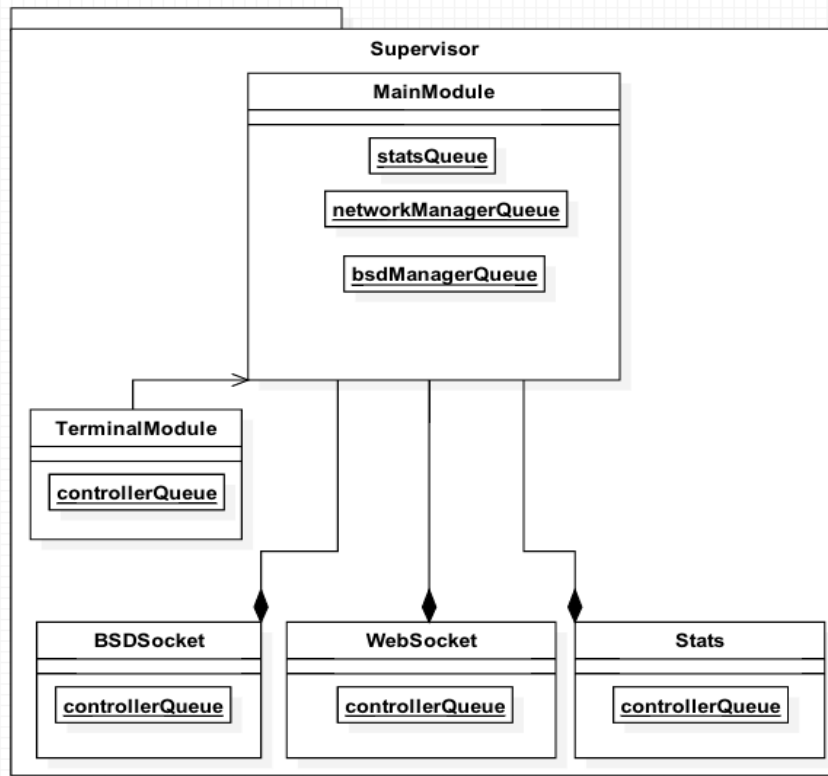 Supervisor
MainModule
statsQueue
networkManagerQueue
bsdManagerQueue
TerminalModule
controllerQueue
BSDSocket
controllerQueue
WebSocket
controllerQueue
Stats
controllerQueue